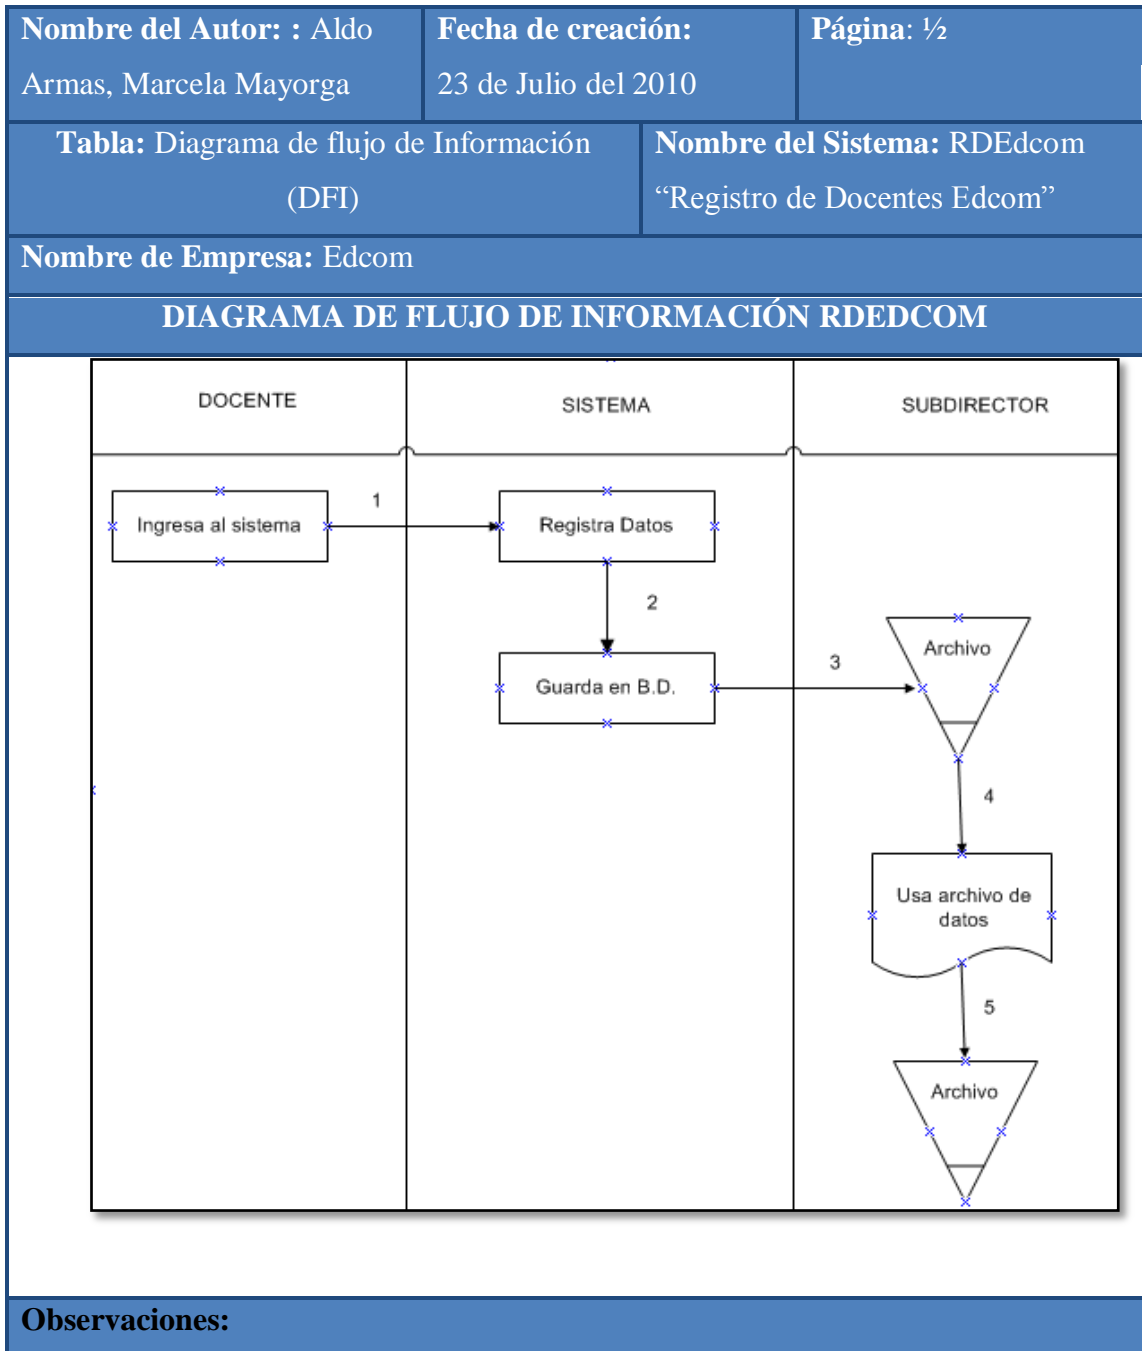 Nombre del Autor: : Aldo
Armas, Marcela Mayorga
Fecha de creación:
23 de Julio del 2010
Página: ½
Tabla: Diagrama de flujo de Información
(DFI)
Nombre del Sistema: RDEdcom
“Registro de Docentes Edcom”
Nombre de Empresa: Edcom
DIAGRAMA DE FLUJO DE INFORMACIÓN RDEDCOM
DOCENTE
SISTEMA
SUBDIRECTOR
Ingresa al sistema
1
Registra Datos
2
Guarda en B.D.
3
Archivo
4
Usa archivo de
datos
5
Archivo
Observaciones: